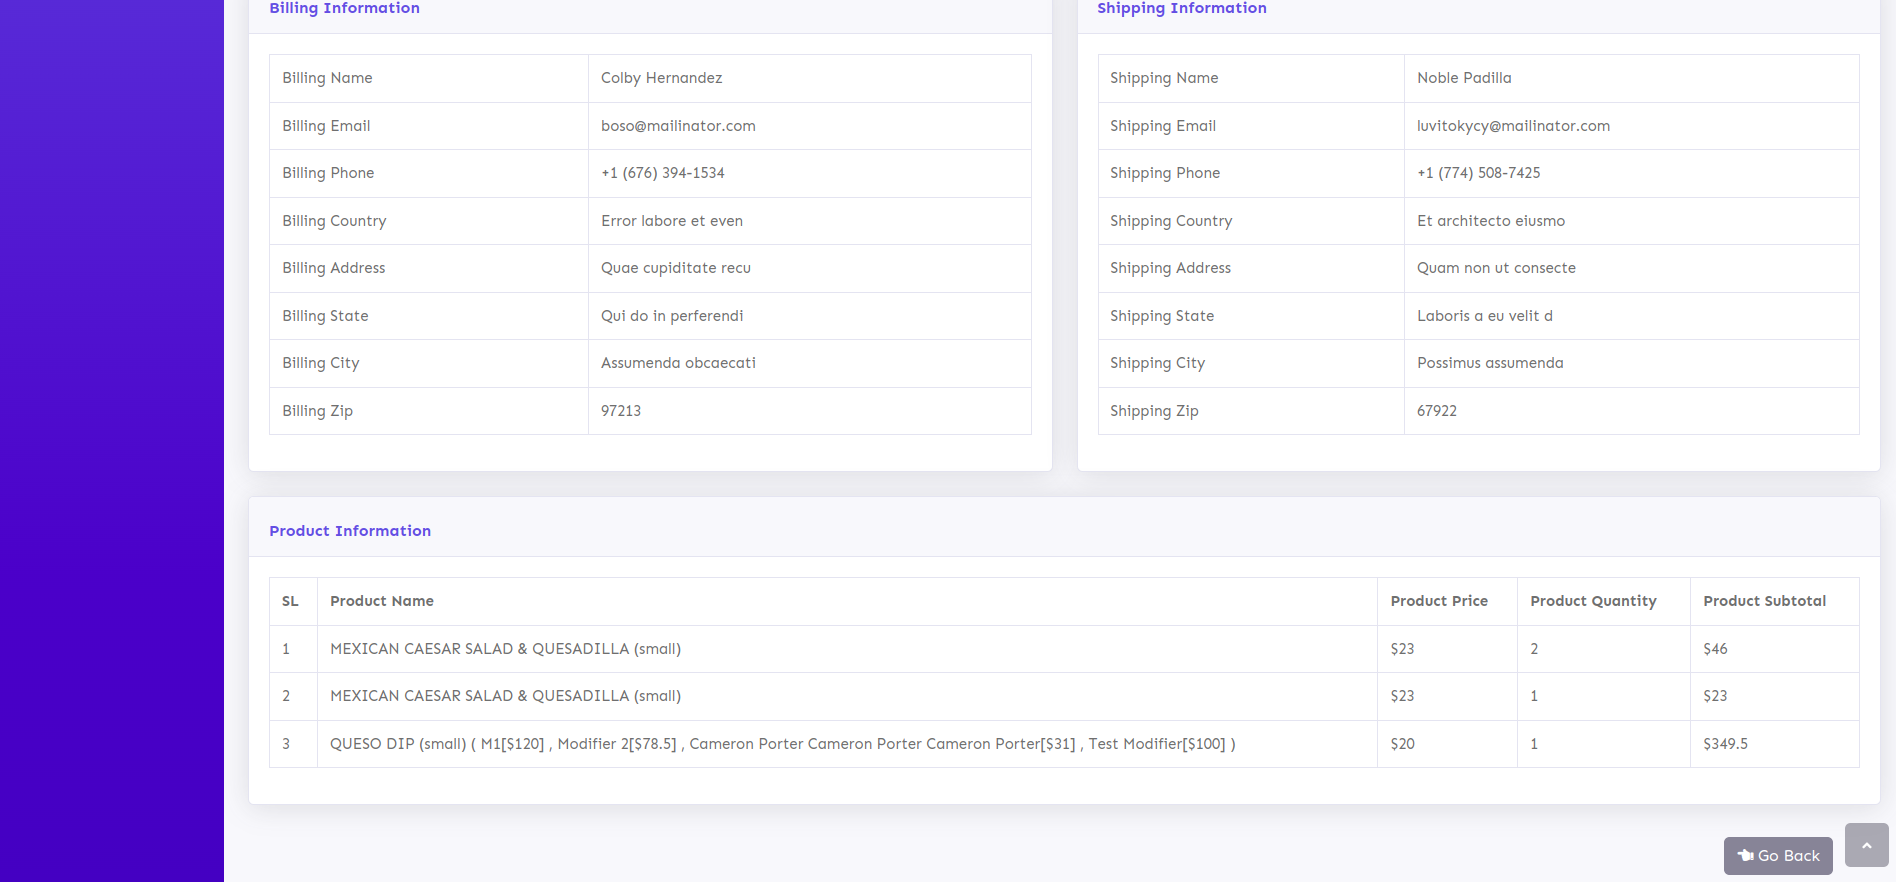 Billing Information
Billing Name Colby Hernandez
Billing Email boso@mailinator.com
Billing Phone +1 (676) 394-1534
Billing Country Error labore et even
Billing Address Quae cupiditate recu
Billing State Qui do in perferendi
Billing City Assumenda obcaecati
Billing Zip 97213
Shipping Information
Shipping Name Noble Padilla
Shipping Email luvitokycy@mailinator.com
Shipping Phone +1 (774) 508-7425
Shipping Country Et architecto eiusmo
Shipping Address Quam non ut consecte
Shipping State Laboris a eu velit d
Shipping City Possimus assumenda
Shipping Zip 67922
Product Information
SL Product Name Product Price Product Quantity Product Subtotal
1 MEXICAN CAESAR SALAD & QUESADILLA (small) $23 2 $46
2 MEXICAN CAESAR SALAD & QUESADILLA (small) $23 1 $23
3 QUESO DIP (small) ( M1[$120] , Modifier 2[$78.5] , Cameron Porter Cameron Porter Cameron Porter[$31] , Test Modifier[$100] ) $20 1 $349.5
Go Back